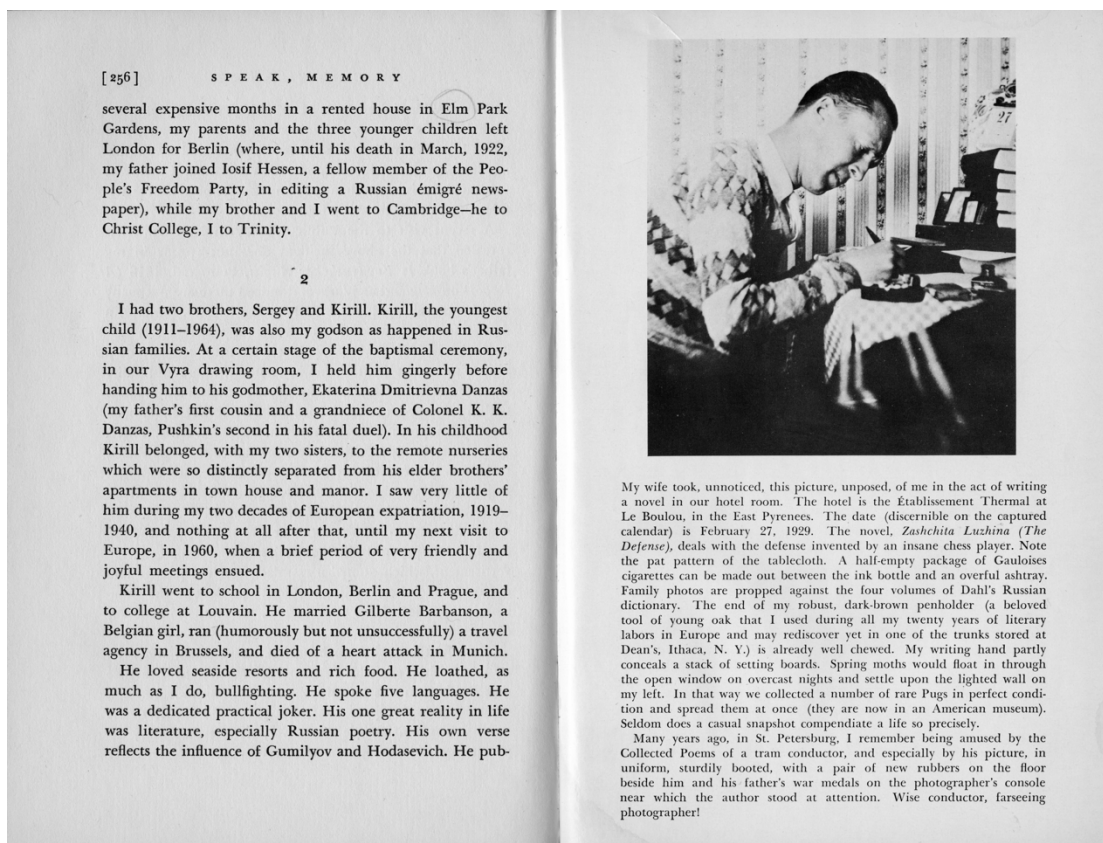 [256] SPEAK, MEMORY
several expensive months in a rented house in Elm Park
Gardens, my parents and the three younger children left
London for Berlin (where, until his death in March, 1922,
my father joined Iosif Hessen, a fellow member of the Peo-
ple's Freedom Party, in editing a Russian émigré news-
paper), while my brother and I went to Cambridge—he to
Christ College, I to Trinity.
2
I had two brothers, Sergey and Kirill. Kirill, the youngest
child (1911–1964), was also my godson as happened in Rus-
sian families. At a certain stage of the baptismal ceremony,
in our Vyra drawing room, I held him gingerly before
handing him to his godmother, Ekaterina Dmitrievna Danzas
(my father's first cousin and a grandniece of Colonel K. K.
Danzas, Pushkin's second in his fatal duel). In his childhood
Kirill belonged, with my two sisters, to the remote nurseries
which were so distinctly separated from his elder brothers'
apartments in town house and manor. I saw very little of
him during my two decades of European expatriation, 1919–
1940, and nothing at all after that, until my next visit to
Europe, in 1960, when a brief period of very friendly and
joyful meetings ensued.
Kirill went to school in London, Berlin and Prague, and
to college at Louvain. He married Gilberte Barbanson, a
Belgian girl, ran (humorously but not unsuccessfully) a travel
agency in Brussels, and died of a heart attack in Munich.
He loved seaside resorts and rich food. He loathed, as
much as I do, bullfighting. He spoke five languages. He
was a dedicated practical joker. His one great reality in life
was literature, especially Russian poetry. His own verse
reflects the influence of Gumilyov and Hodasevich. He pub-
27
My wife took, unnoticed, this picture, unposed, of me in the act of writing
a novel in our hotel room. The hotel is the Établissement Thermal at
Le Boulou, in the East Pyrenees. The date (discernible on the captured
calendar) is February 27, 1929. The novel, Zashchita Luzhina (The
Defense), deals with the defense invented by an insane chess player. Note
the pat pattern of the tablecloth. A half-empty package of Gauloises
cigarettes can be made out between the ink bottle and an overful ashtray.
Family photos are propped against the four volumes of Dahl's Russian
dictionary. The end of my robust, dark-brown penholder (a beloved
tool of young oak that I used during all my twenty years of literary
labors in Europe and may rediscover yet in one of the trunks stored at
Dean's, Ithaca, N. Y.) is already well chewed. My writing hand partly
conceals a stack of setting boards. Spring moths would float in through
the open window on overcast nights and settle upon the lighted wall on
my left. In that way we collected a number of rare Pugs in perfect condi-
tion and spread them at once (they are now in an American museum).
Seldom does a casual snapshot compendiate a life so precisely.
Many years ago, in St. Petersburg, I remember being amused by the
Collected Poems of a tram conductor, and especially by his picture, in
uniform, sturdily booted, with a pair of new rubbers on the floor
beside him and his father's war medals on the photographer's console
near which the author stood at attention. Wise conductor, farseeing
photographer!